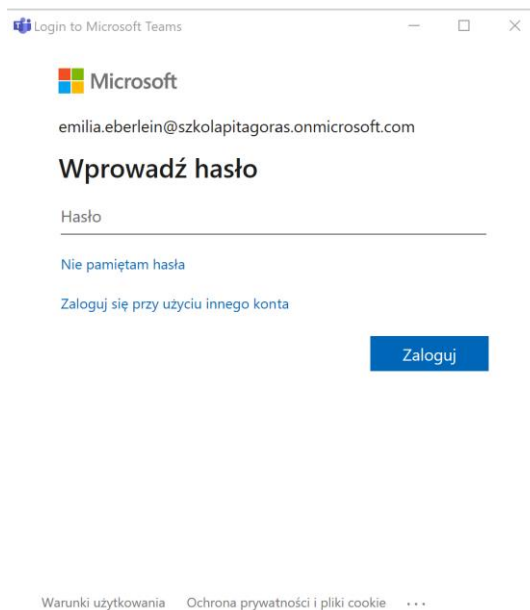 Login to Microsoft Teams
Microsoft
emilia.eberlein@szkolapitagoras.onmicrosoft.com
Wprowadź hasło
Hasło
Nie pamiętam hasła
Zaloguj się przy użyciu innego konta
Zaloguj
Warunki użytkowania Ochrona prywatności i pliki cookie ...